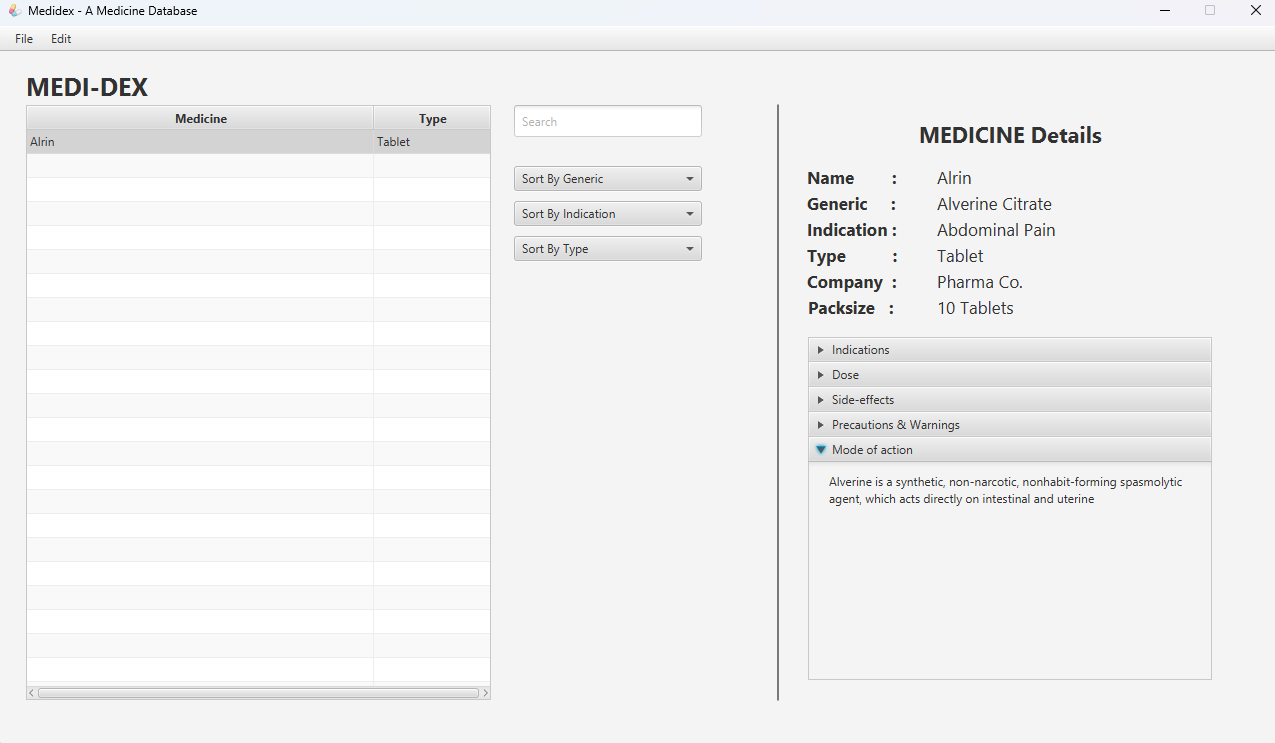 Medidex - A Medicine Database
File Edit
MEDI-DEX
Medicine Type
Alrin Tablet
Search
Sort By Generic
Sort By Indication
Sort By Type
MEDICINE Details
Name : Alrin
Generic : Alverine Citrate
Indication : Abdominal Pain
Type : Tablet
Company : Pharma Co.
Packsize : 10 Tablets
Indications
Dose
Side-effects
Precautions & Warnings
Mode of action
Alverine is a synthetic, non-narcotic, nonhabit-forming spasmolytic
agent, which acts directly on intestinal and uterine